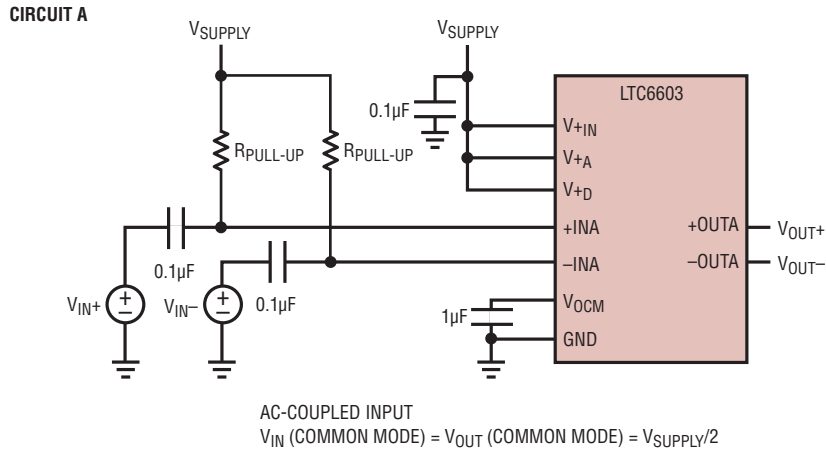 CIRCUIT A
VSUPPLY
VSUPPLY
0.1µF
LTC6603
RPULL-UP
RPULL-UP
V+IN
V+A
V+D
+INA
+OUTA
VOUT+
–INA
–OUTA
VOUT–
0.1µF
0.1µF
VIN+
+
–
VIN–
+
–
1µF
VOCM
GND
AC-COUPLED INPUT
VIN (COMMON MODE) = VOUT (COMMON MODE) = VSUPPLY/2